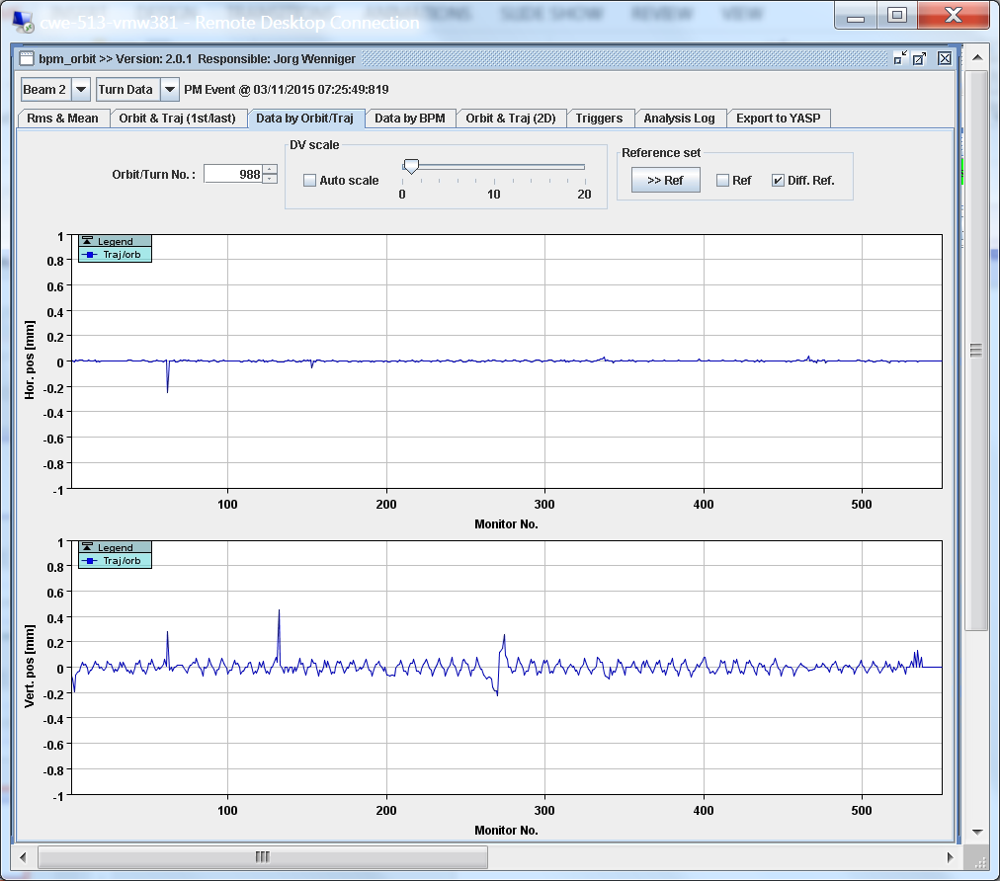 SLIDE SHOW REVIEW VIEW
cwe-513-vmw381 - Remote Desktop Connection
bpm_orbit >> Version: 2.0.1 Responsible: Jorg Wenniger
Beam 2 Turn Data PM Event @ 03/11/2015 07:25:49:819
Rms & Mean Orbit & Traj (1st/last) Data by Orbit/Traj Data by BPM Orbit & Traj (2D) Triggers Analysis Log Export to YASP
DV scale
Reference set
Orbit/Turn No. : 988 Auto scale >> Ref Ref Diff. Ref.
0 10 20
Legend
Traj/orb
Hor. pos [mm]
1
0.8
0.6
0.4
0.2
0
-0.2
-0.4
-0.6
-0.8
-1
100 200 300 400 500
Monitor No.
Legend
Traj/orb
Vert. pos [mm]
1
0.8
0.6
0.4
0.2
0
-0.2
-0.4
-0.6
-0.8
-1
100 200 300 400 500
Monitor No.